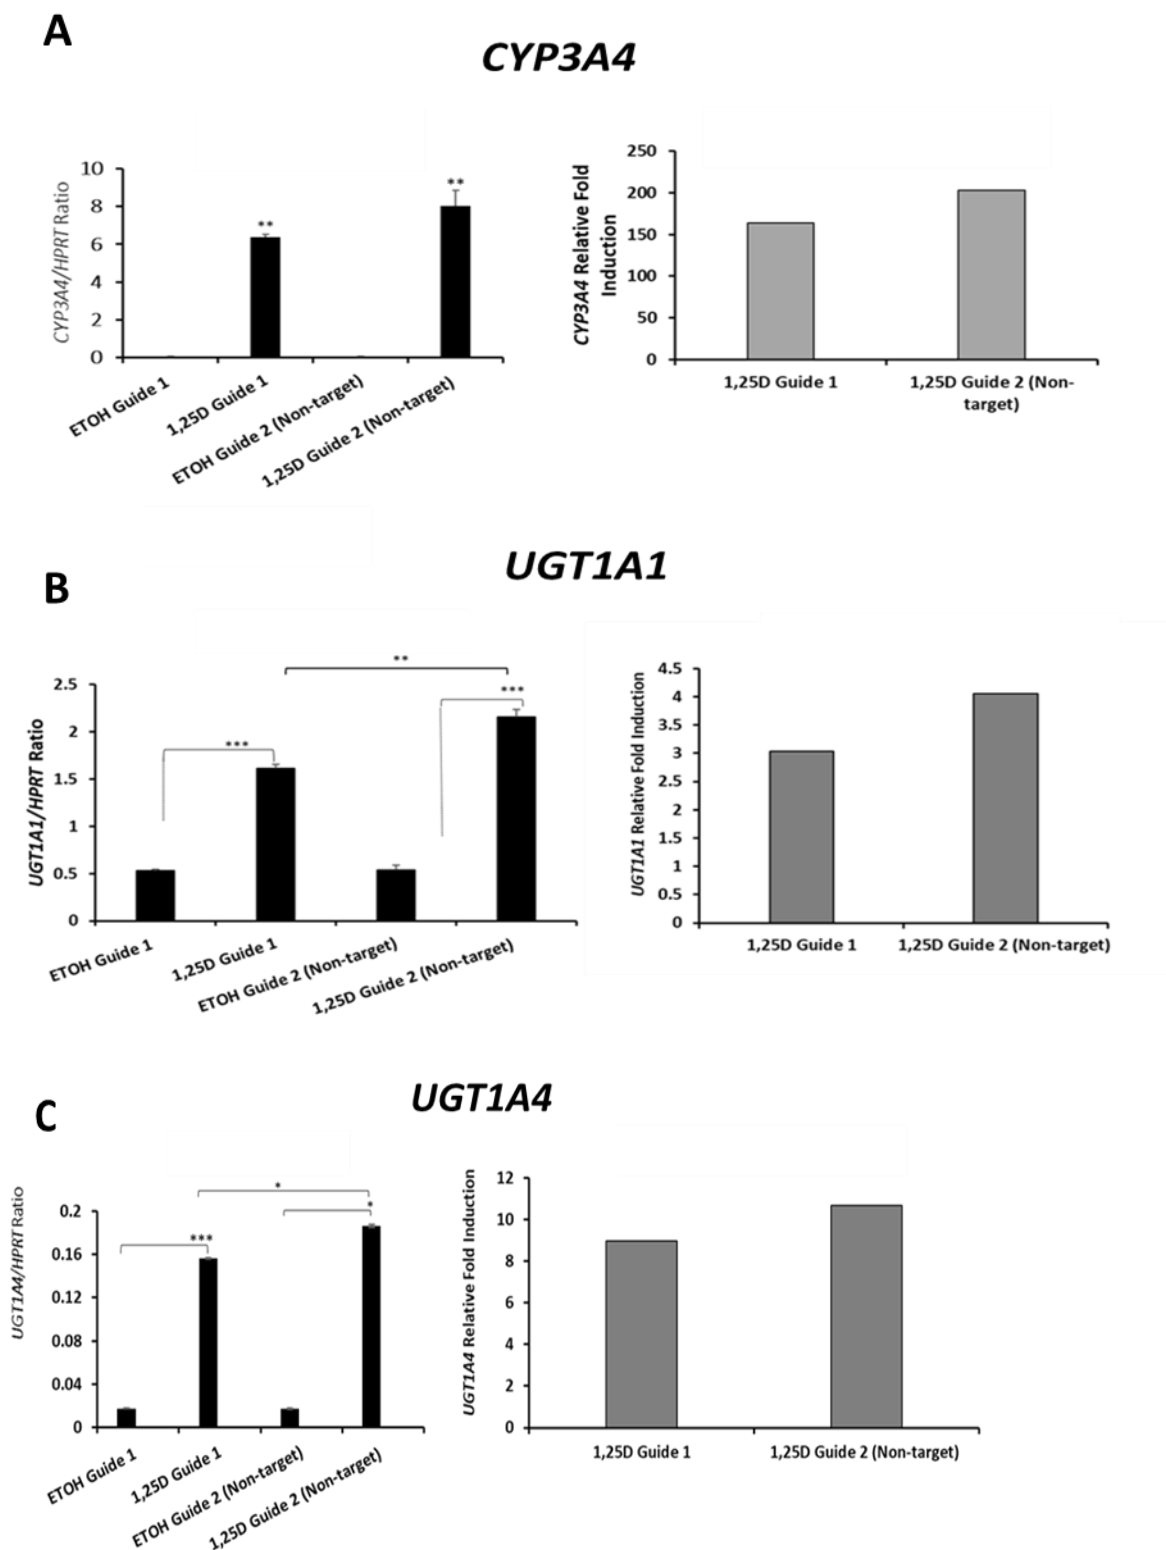 A
CYP3A4
CYP3A4/HPRT Ratio
10
8
6
4
2
0
**
**
ETOH Guide 1
1,25D Guide 1
ETOH Guide 2 (Non-target)
1,25D Guide 2 (Non-target)
CYP3A4 Relative Fold
Induction
250
200
150
100
50
0
1,25D Guide 1
1,25D Guide 2 (Non-
target)
B
UGT1A1
UGT1A1/HPRT Ratio
2.5
2
1.5
1
0.5
0
**
***
***
ETOH Guide 1
1,25D Guide 1
ETOH Guide 2 (Non-target)
1,25D Guide 2 (Non-target)
UGT1A1 Relative Fold Induction
4.5
4
3.5
3
2.5
2
1.5
1
0.5
0
1,25D Guide 1
1,25D Guide 2 (Non-target)
C
UGT1A4
UGT1A4/HPRT Ratio
0.2
0.16
0.12
0.08
0.04
0
*
*
***
ETOH Guide 1
1,25D Guide 1
ETOH Guide 2 (Non-target)
1,25D Guide 2 (Non-target)
UGT1A4 Relative Fold Induction
12
10
8
6
4
2
0
1,25D Guide 1
1,25D Guide 2 (Non-target)